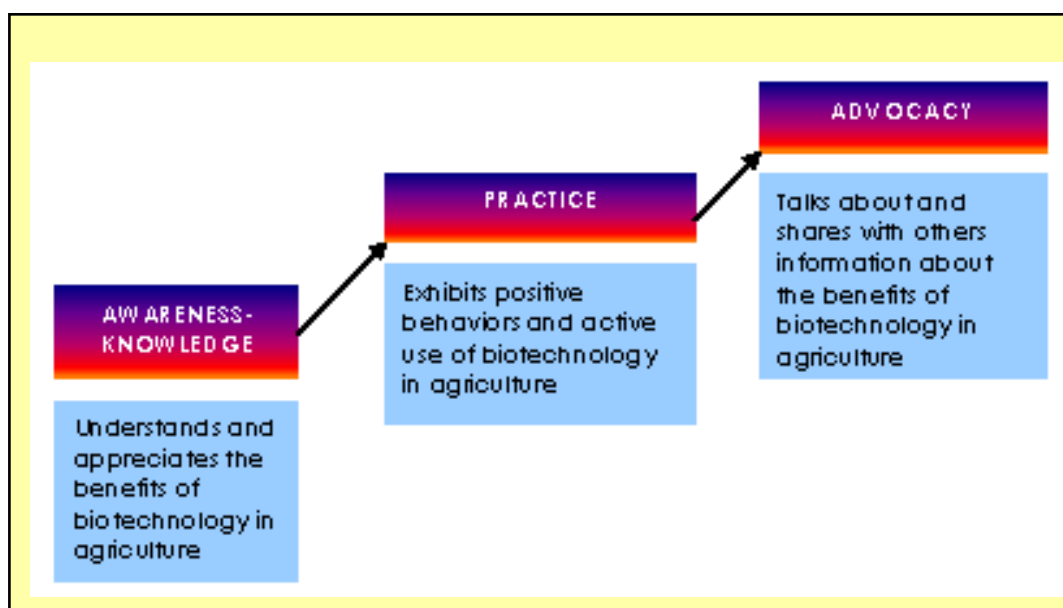 AWARENESS-
KNOWLEDGE
Understands and
appreciates the
benefits of
biotechnology in
agriculture
PRACTICE
Exhibits positive
behaviors and active
use of biotechnology
in agriculture
ADVOCACY
Talks about and
shares with others
information about
the benefits of
biotechnology in
agriculture